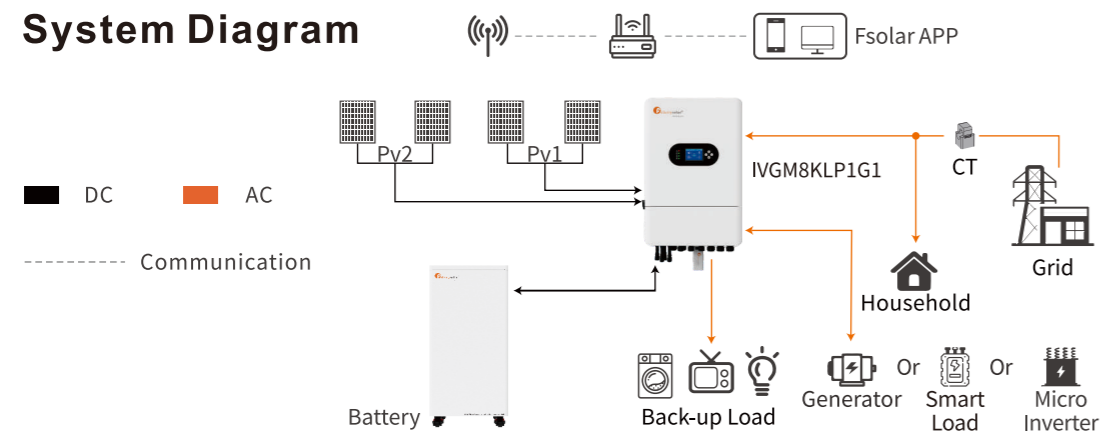 System Diagram
Fsolar APP
Pv2
Pv1
IVGM8KLP1G1
CT
DC
AC
Communication
Grid
Household
Battery
Back-up Load
Generator
Or
Smart
Load
Or
Micro
Inverter